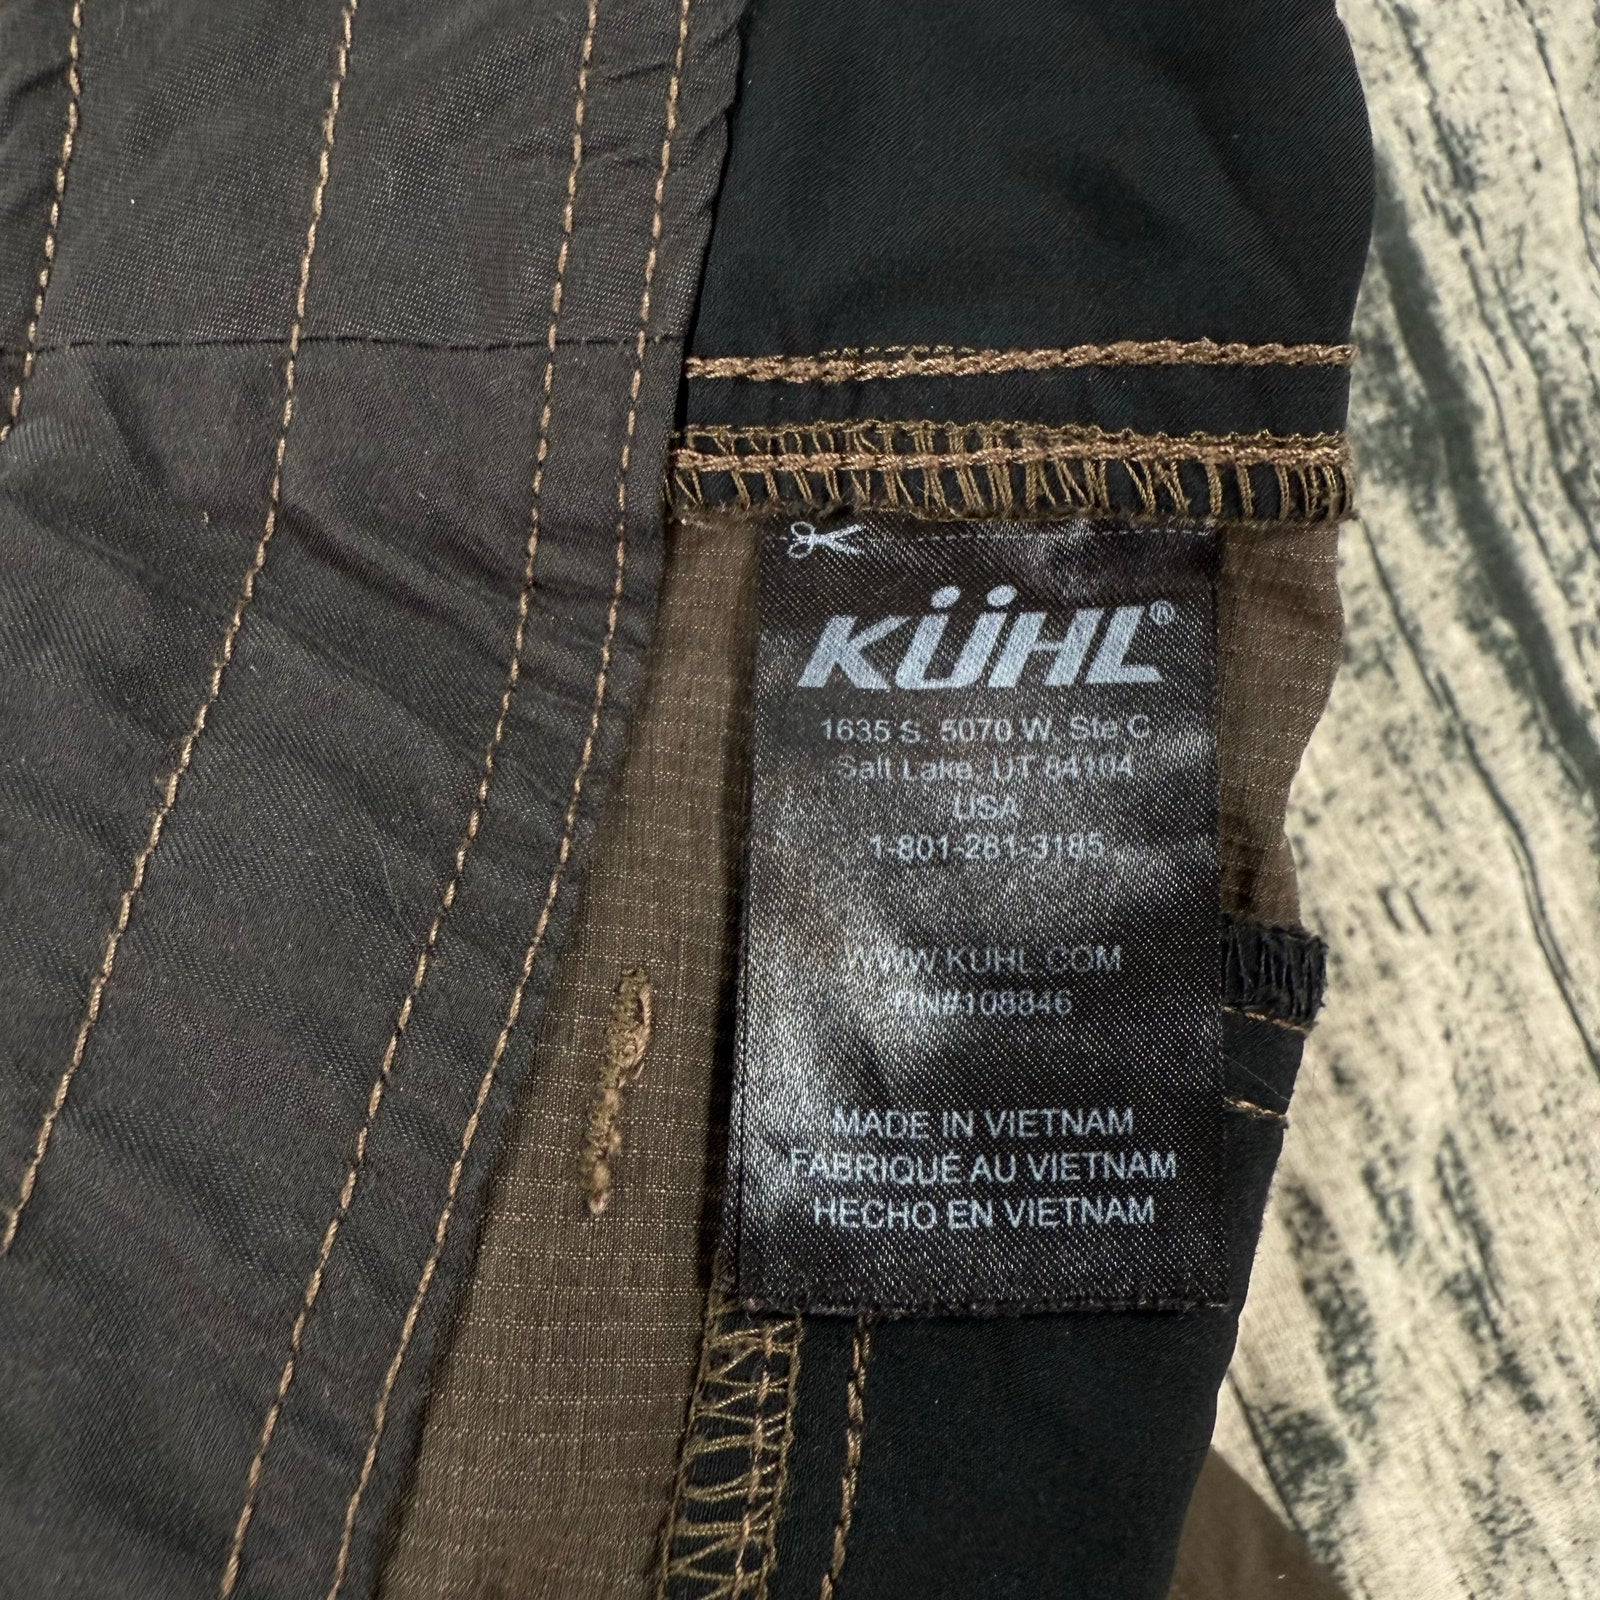 KÜHL®
1635 S. 5070 W. Ste C
Salt Lake, UT 84104
USA
1-801-281-3185
WWW.KUHL.COM
RN#108846
MADE IN VIETNAM
FABRIQUÉ AU VIETNAM
HECHO EN VIETNAM